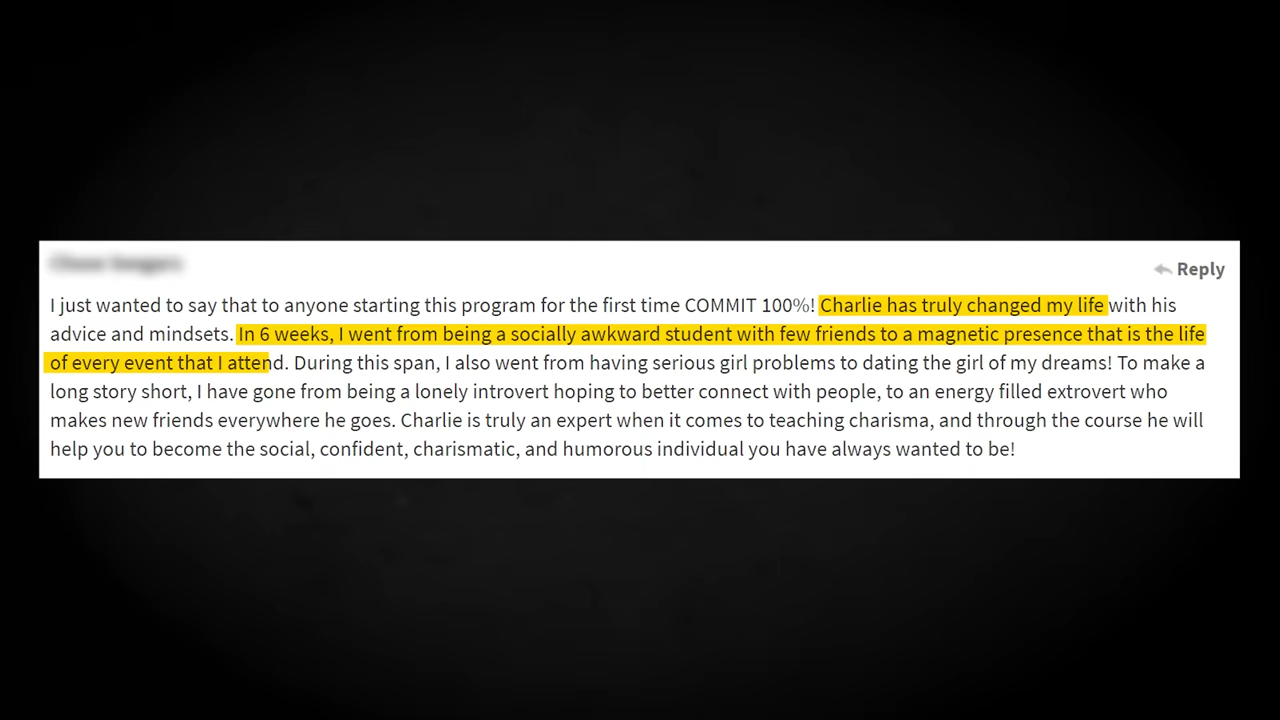 Reply
I just wanted to say that to anyone starting this program for the first time COMMIT 100%! Charlie has truly changed my life with his
advice and mindsets. In 6 weeks, I went from being a socially awkward student with few friends to a magnetic presence that is the life
of every event that I attend. During this span, I also went from having serious girl problems to dating the girl of my dreams! To make a
long story short, I have gone from being a lonely introvert hoping to better connect with people, to an energy filled extrovert who
makes new friends everywhere he goes. Charlie is truly an expert when it comes to teaching charisma, and through the course he will
help you to become the social, confident, charismatic, and humorous individual you have always wanted to be!